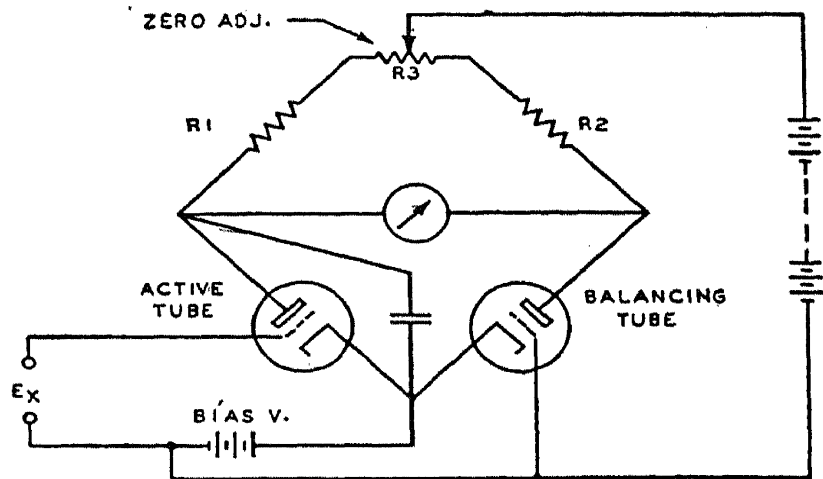 ZERO ADJ.
R3
R1
R2
ACTIVE
TUBE
BALANCING
TUBE
EX
BIAS V.